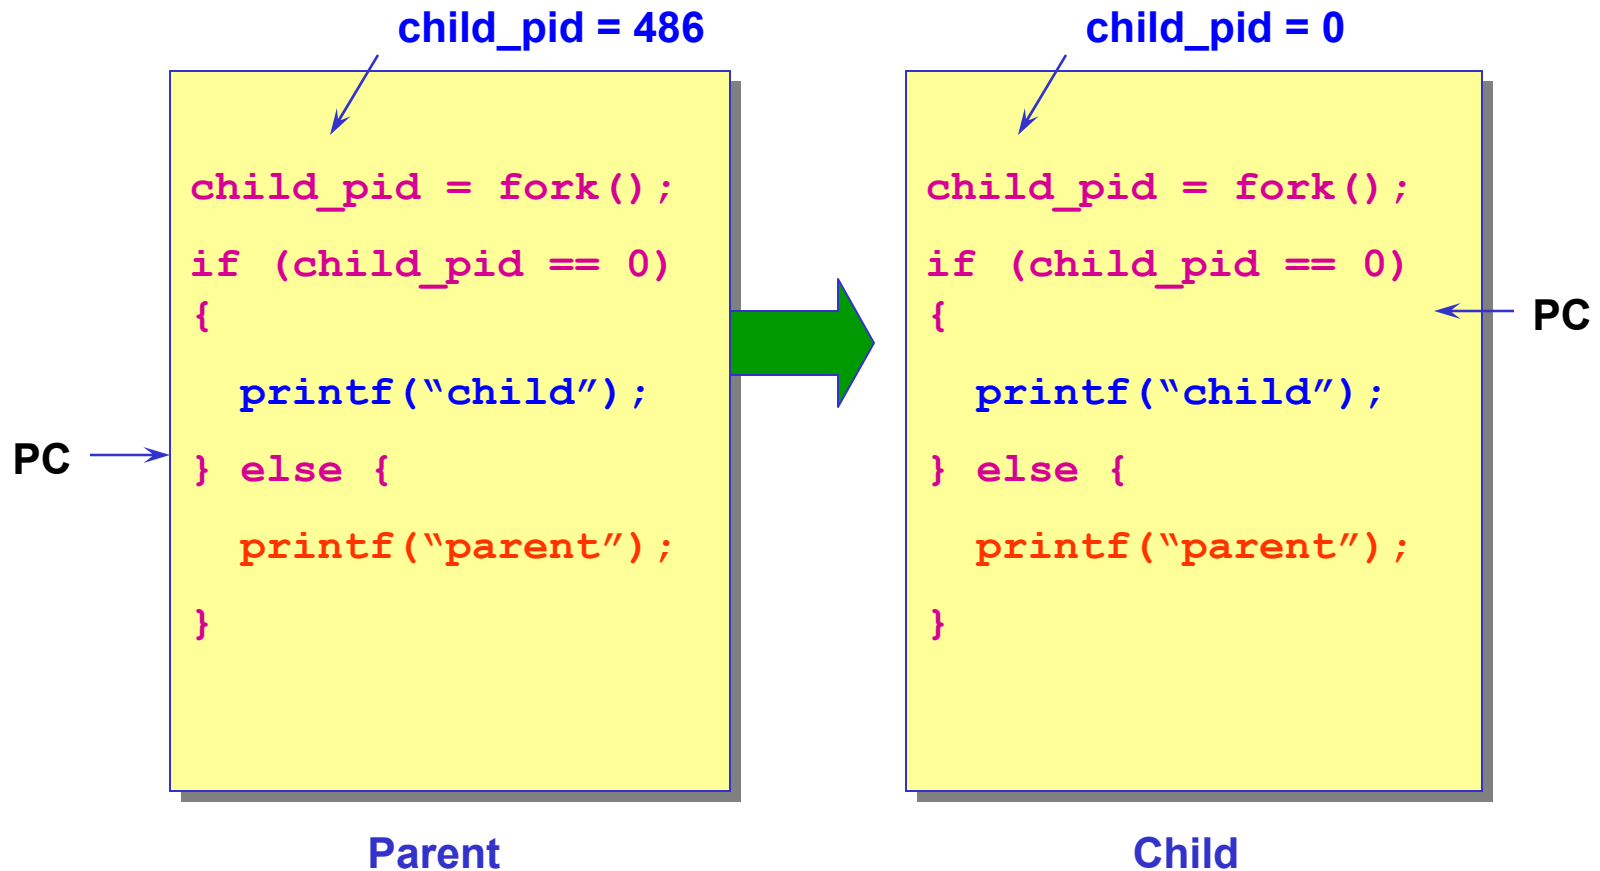 child_pid = 486
child_pid = fork();
if (child_pid == 0)
{
printf(“child”);
PC
} else {
printf(“parent”);
}
Parent
child_pid = 0
child_pid = fork();
if (child_pid == 0)
{
PC
printf(“child”);
} else {
printf(“parent”);
}
Child